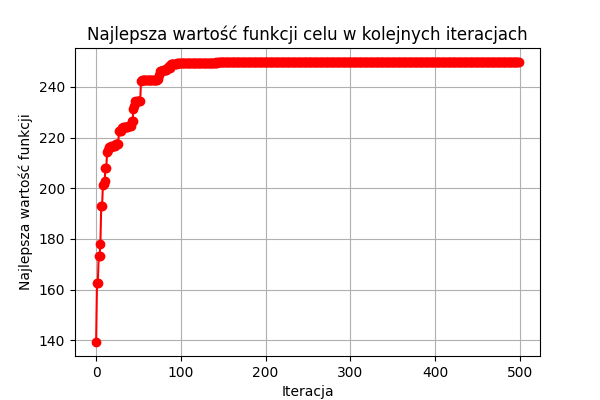 Najlepsza wartość funkcji celu w kolejnych iteracjach
Najlepsza wartość funkcji
240
220
200
180
160
140
0 100 200 300 400 500
Iteracja